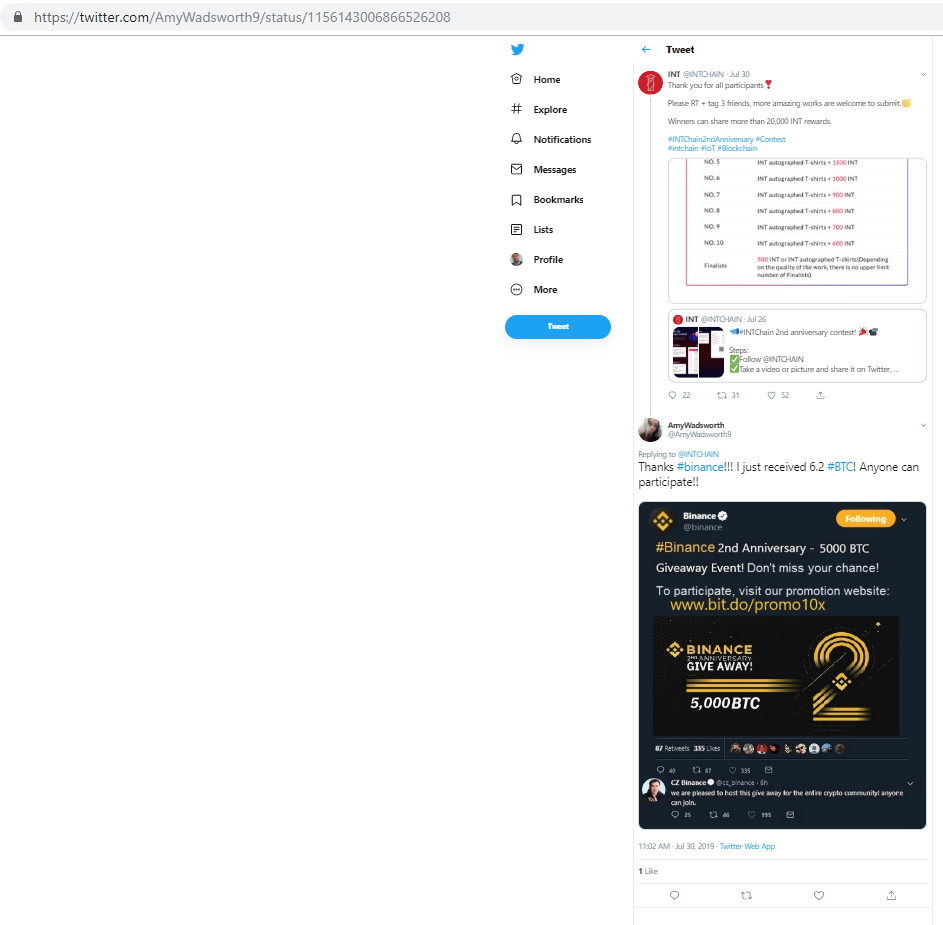 https://twitter.com/AmyWadsworth9/status/1156143006866526208
Home
Explore
Notifications
Messages
Bookmarks
Lists
Profile
More
Tweet
Tweet
INT @INTCHAIN · Jul 30
Thank you for all participants❣
Please RT + tag 3 friends, more amazing works are welcome to submit.👏
Winners can share more than 20,000 INT rewards.
#INTChain2ndAnniversary #Contest
#intchain #IoT #Blockchain
NO. 5 INT autographed T-shirts + 1500 INT
NO. 6 INT autographed T-shirts + 1000 INT
NO. 7 INT autographed T-shirts + 900 INT
NO. 8 INT autographed T-shirts + 800 INT
NO. 9 INT autographed T-shirts + 700 INT
NO. 10 INT autographed T-shirts + 600 INT
Finalists
500 INT or INT autographed T-shirts(Depending
on the quality of the work, there is no upper limit
number of Finalists)
INT @INTCHAIN · Jul 26
📣#INTChain 2nd anniversary contest! 🎉📽
Steps:
✅Follow @INTCHAIN
✅Take a video or picture and share it on Twitter, ...
22 31 52
AmyWadsworth
@AmyWadsworth9
Replying to @INTCHAIN
Thanks #binance!!! I just received 6.2 #BTC! Anyone can
participate!!
Binance
@binance
Following
#Binance 2nd Anniversary - 5000 BTC
Giveaway Event! Don't miss your chance!
To participate, visit our promotion website:
www.bit.do/promo10x
BINANCE
2ND ANNIVERSARY
GIVE AWAY!
5,000BTC
2
87 Retweets 335 Likes
40 87 335
CZ Binance @cz_binance · 6h
we are pleased to host this give away for the entire crypto community! anyone
can join.
25 46 195
11:02 AM · Jul 30, 2019 · Twitter Web App
1 Like